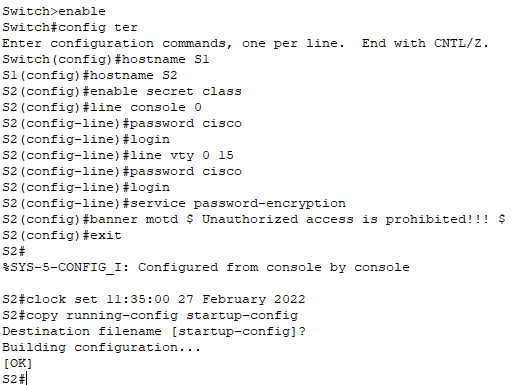 Switch>enable
Switch#config ter
Enter configuration commands, one per line.  End with CNTL/Z.
Switch(config)#hostname S1
S1(config)#hostname S2
S2(config)#enable secret class
S2(config)#line console 0
S2(config-line)#password cisco
S2(config-line)#login
S2(config-line)#line vty 0 15
S2(config-line)#password cisco
S2(config-line)#login
S2(config-line)#service password-encryption
S2(config)#banner motd $ Unauthorized access is prohibited!!! $
S2(config)#exit
S2#
%SYS-5-CONFIG_I: Configured from console by console
S2#clock set 11:35:00 27 February 2022
S2#copy running-config startup-config
Destination filename [startup-config]?
Building configuration...
[OK]
S2#